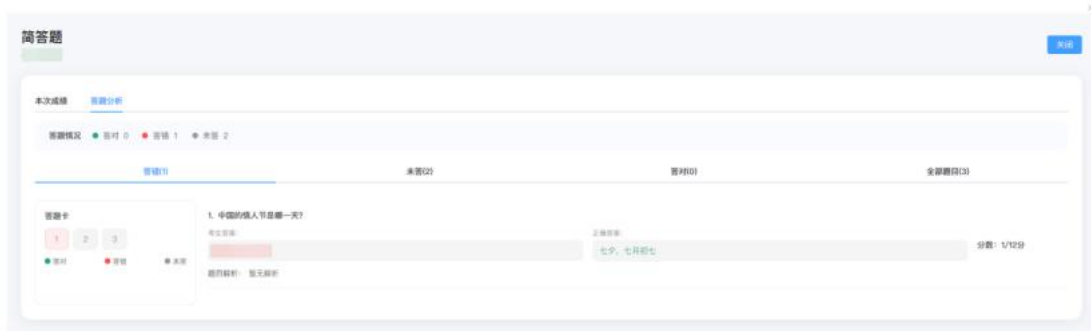 简答题
关闭
本次成绩 答题分析
答题情况 答对 0 答错 1 未答 2
答错(1) 未答(2) 答对(0) 全部题目(3)
答题卡
1 2 3
答对 答错 未答
1. 中国的情人节是哪一天?
考生答案: 正确答案:
七夕，七月初七
分数: 1/12分
题目解析: 暂无解析